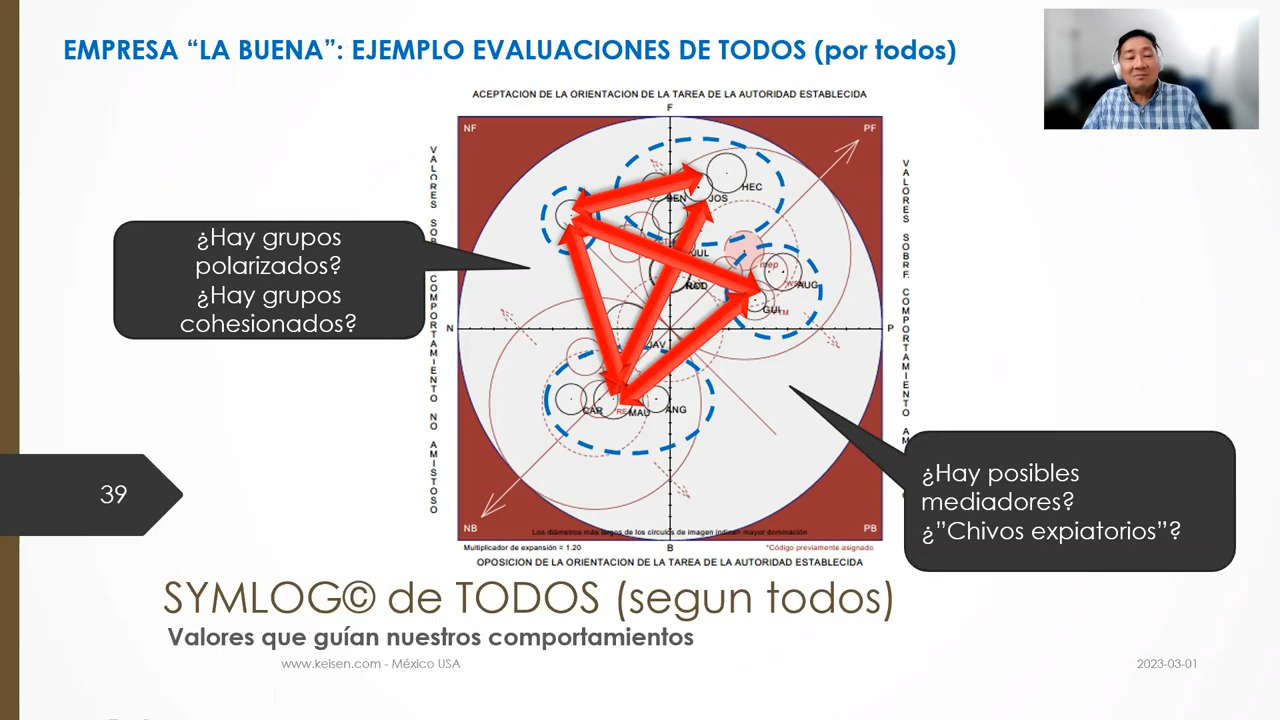 EMPRESA “LA BUENA”: EJEMPLO EVALUACIONES DE TODOS (por todos)
ACEPTACION DE LA ORIENTACION DE LA TAREA DE LA AUTORIDAD ESTABLECIDA
F
NF
PF
HEC
BEN
JOS
¿Hay grupos
polarizados?
¿Hay grupos
cohesionados?
JUL
mep
ROD
AUG
GUI
TM
N
P
JAV
CAR
MAU
ANG
VALORES
COMPORTAMIENTO NO AMISTOSO
VALORES SOBRE COMPORTAMIENTO
¿Hay posibles
mediadores?
¿”Chivos expiatorios”?
39
NB
PB
Los diámetros más largos de los círculos de imagen indican mayor dominación
Multiplicador de expansión = 1.20
B
*Código previamente asignado
OPOSICION DE LA ORIENTACION DE LA TAREA DE LA AUTORIDAD ESTABLECIDA
SYMLOG© de TODOS (segun todos)
Valores que guían nuestros comportamientos
www.keisen.com - México USA
2023-03-01